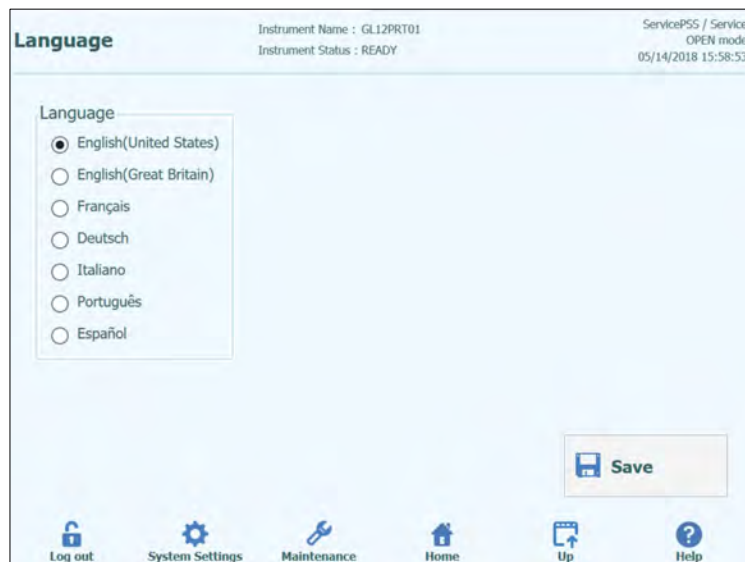 Language
Instrument Name : GL12PRT01
Instrument Status : READY
ServicePSS / Service
OPEN mode
05/14/2018 15:58:53
Language
English(United States)
English(Great Britain)
Français
Deutsch
Italiano
Português
Español
Save
Log out
System Settings
Maintenance
Home
Up
Help